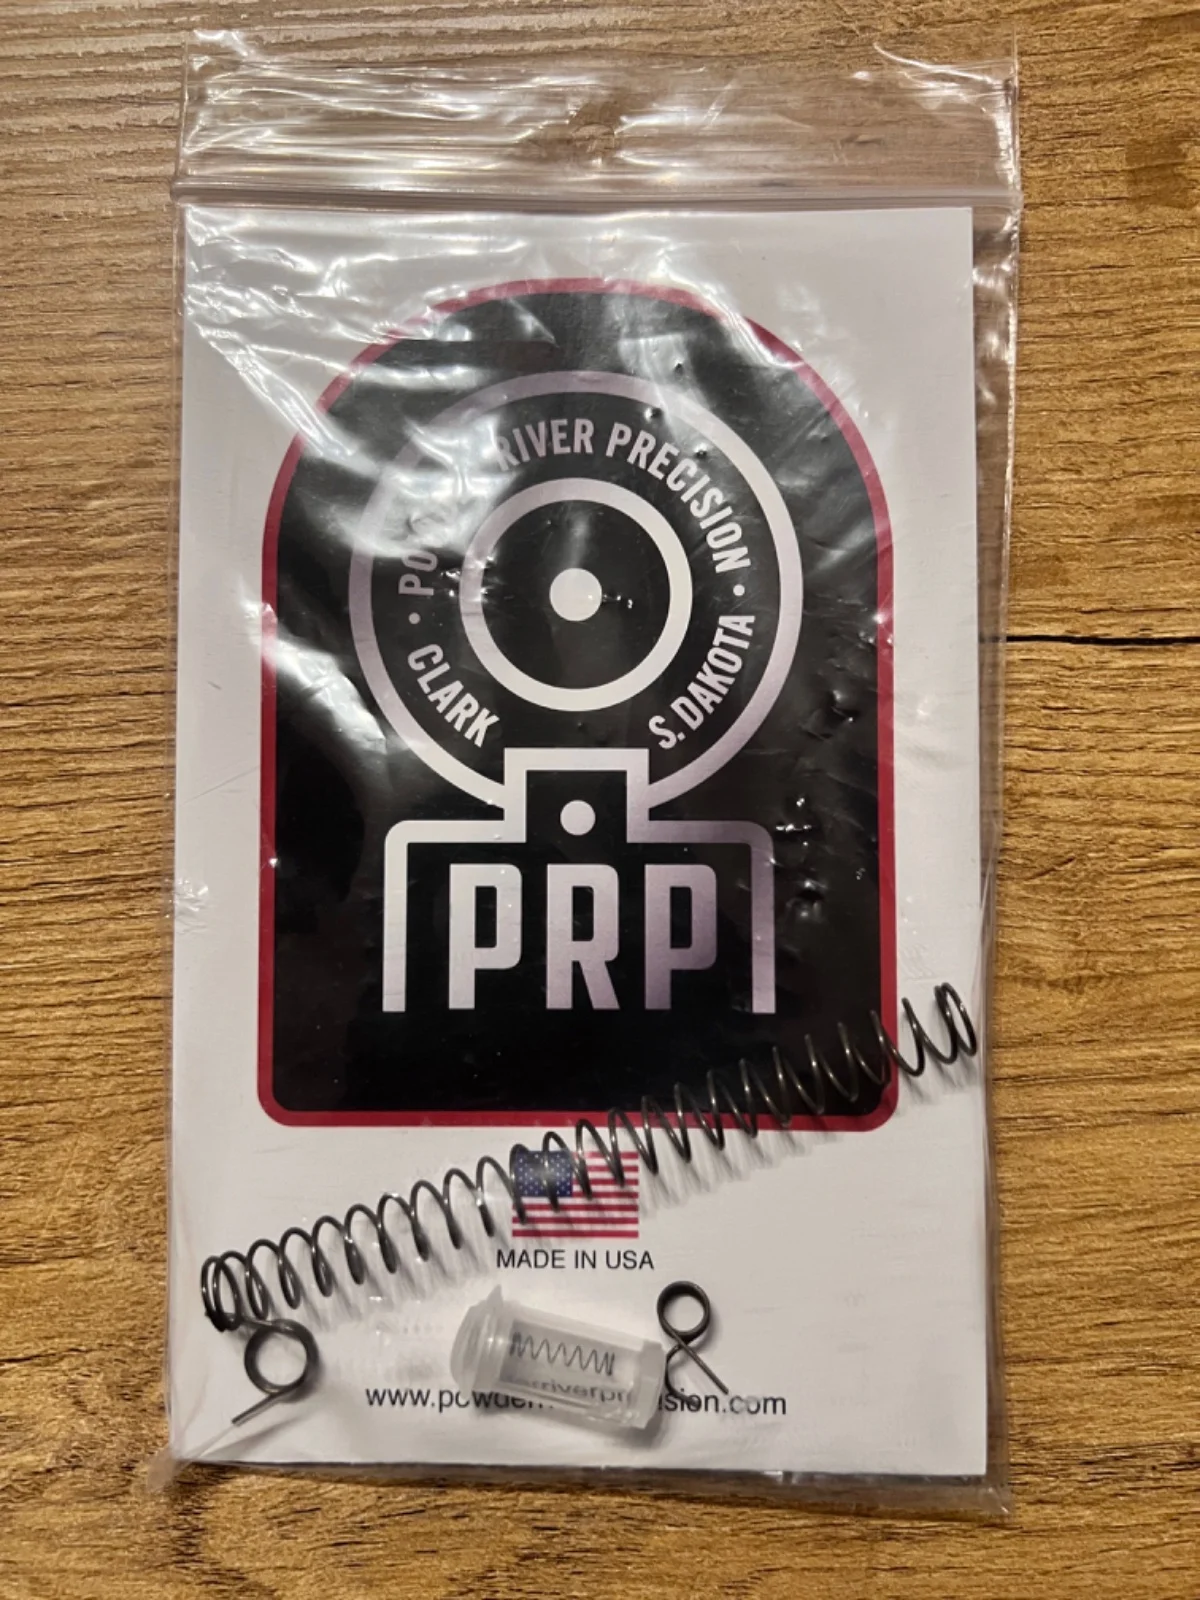 RIVER PRECISION •
S. DAKOTA
• CLARK
PRP
MADE IN USA